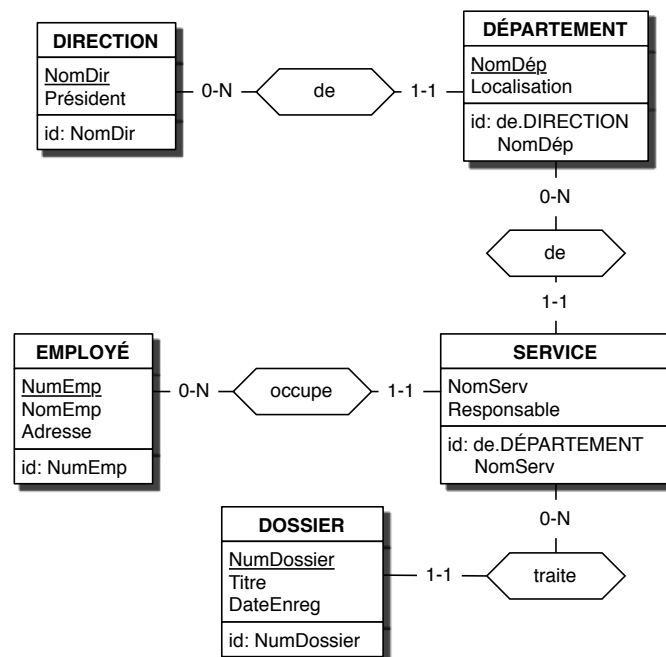 DIRECTION
NomDir
Président
id: NomDir
0-N
de
1-1
DÉPARTEMENT
NomDép
Localisation
id: de.DIRECTION
NomDép
0-N
de
1-1
EMPLOYÉ
NumEmp
NomEmp
Adresse
id: NumEmp
0-N
occupe
1-1
SERVICE
NomServ
Responsable
id: de.DÉPARTEMENT
NomServ
0-N
traite
1-1
DOSSIER
NumDossier
Titre
DateEnreg
id: NumDossier